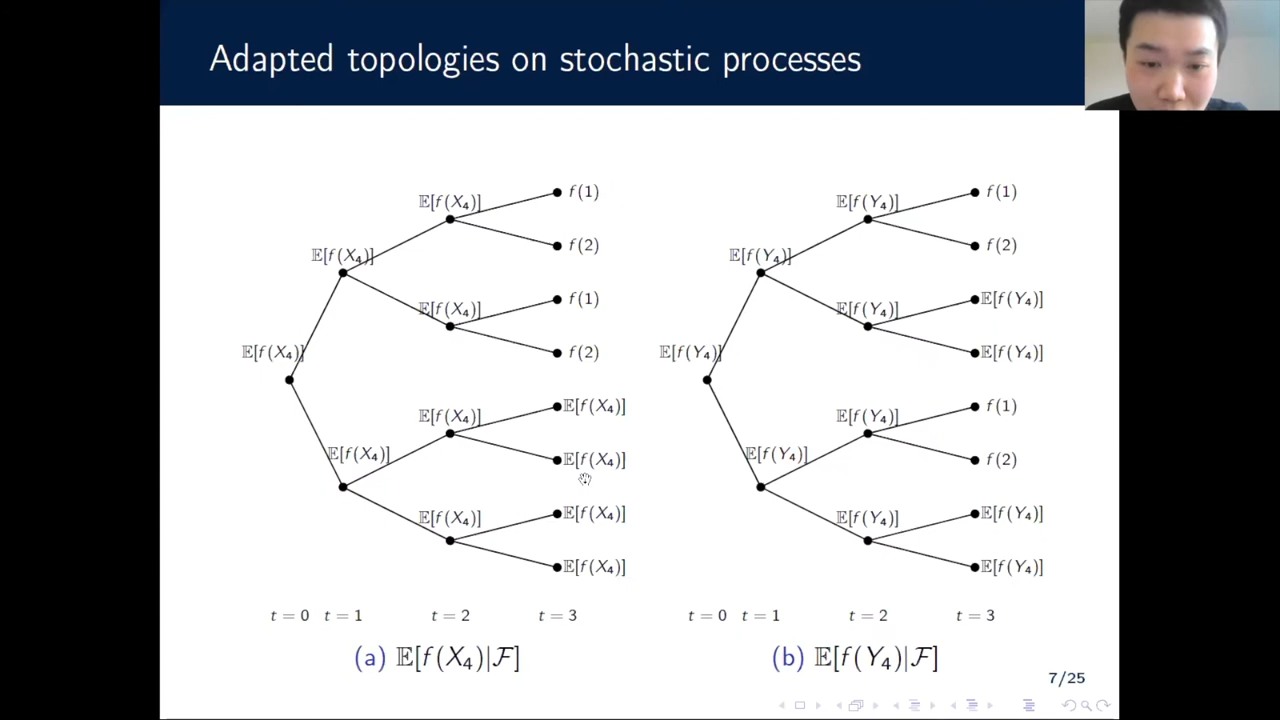 Adapted topologies on stochastic processes
𝔼[f(X₄)]
𝔼[f(X₄)]
𝔼[f(X₄)]
f(1)
f(2)
𝔼[f(X₄)]
f(1)
f(2)
𝔼[f(X₄)]
𝔼[f(X₄)]
𝔼[f(X₄)]
𝔼[f(X₄)]
𝔼[f(X₄)]
𝔼[f(X₄)]
𝔼[f(X₄)]
t = 0 t = 1 t = 2 t = 3
(a) 𝔼[f(X₄)|ℱ]
𝔼[f(Y₄)]
𝔼[f(Y₄)]
𝔼[f(Y₄)]
f(1)
f(2)
𝔼[f(Y₄)]
𝔼[f(Y₄)]
𝔼[f(Y₄)]
𝔼[f(Y₄)]
𝔼[f(Y₄)]
f(1)
f(2)
𝔼[f(Y₄)]
𝔼[f(Y₄)]
𝔼[f(Y₄)]
t = 0 t = 1 t = 2 t = 3
(b) 𝔼[f(Y₄)|ℱ]
7/25